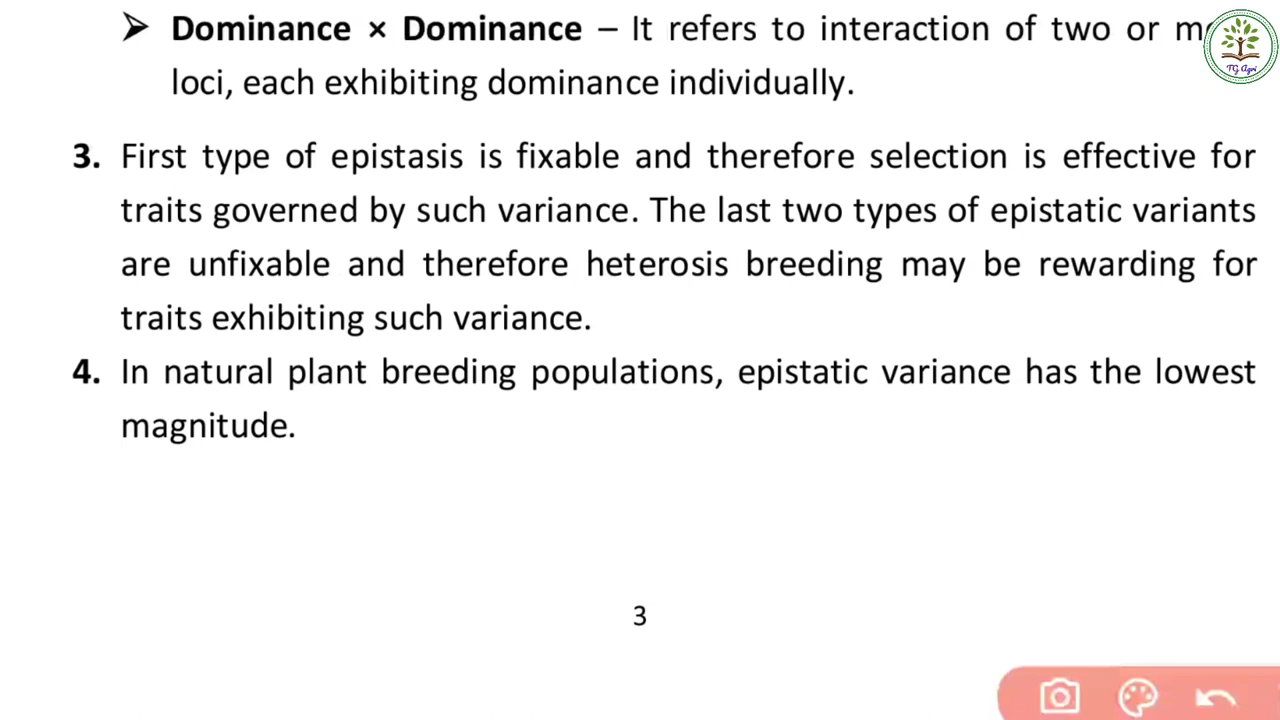 ➢ Dominance × Dominance – It refers to interaction of two or
loci, each exhibiting dominance individually.
3. First type of epistasis is fixable and therefore selection is effective for
traits governed by such variance. The last two types of epistatic variants
are unfixable and therefore heterosis breeding may be rewarding for
traits exhibiting such variance.
4. In natural plant breeding populations, epistatic variance has the lowest
magnitude.
3
TG Agri